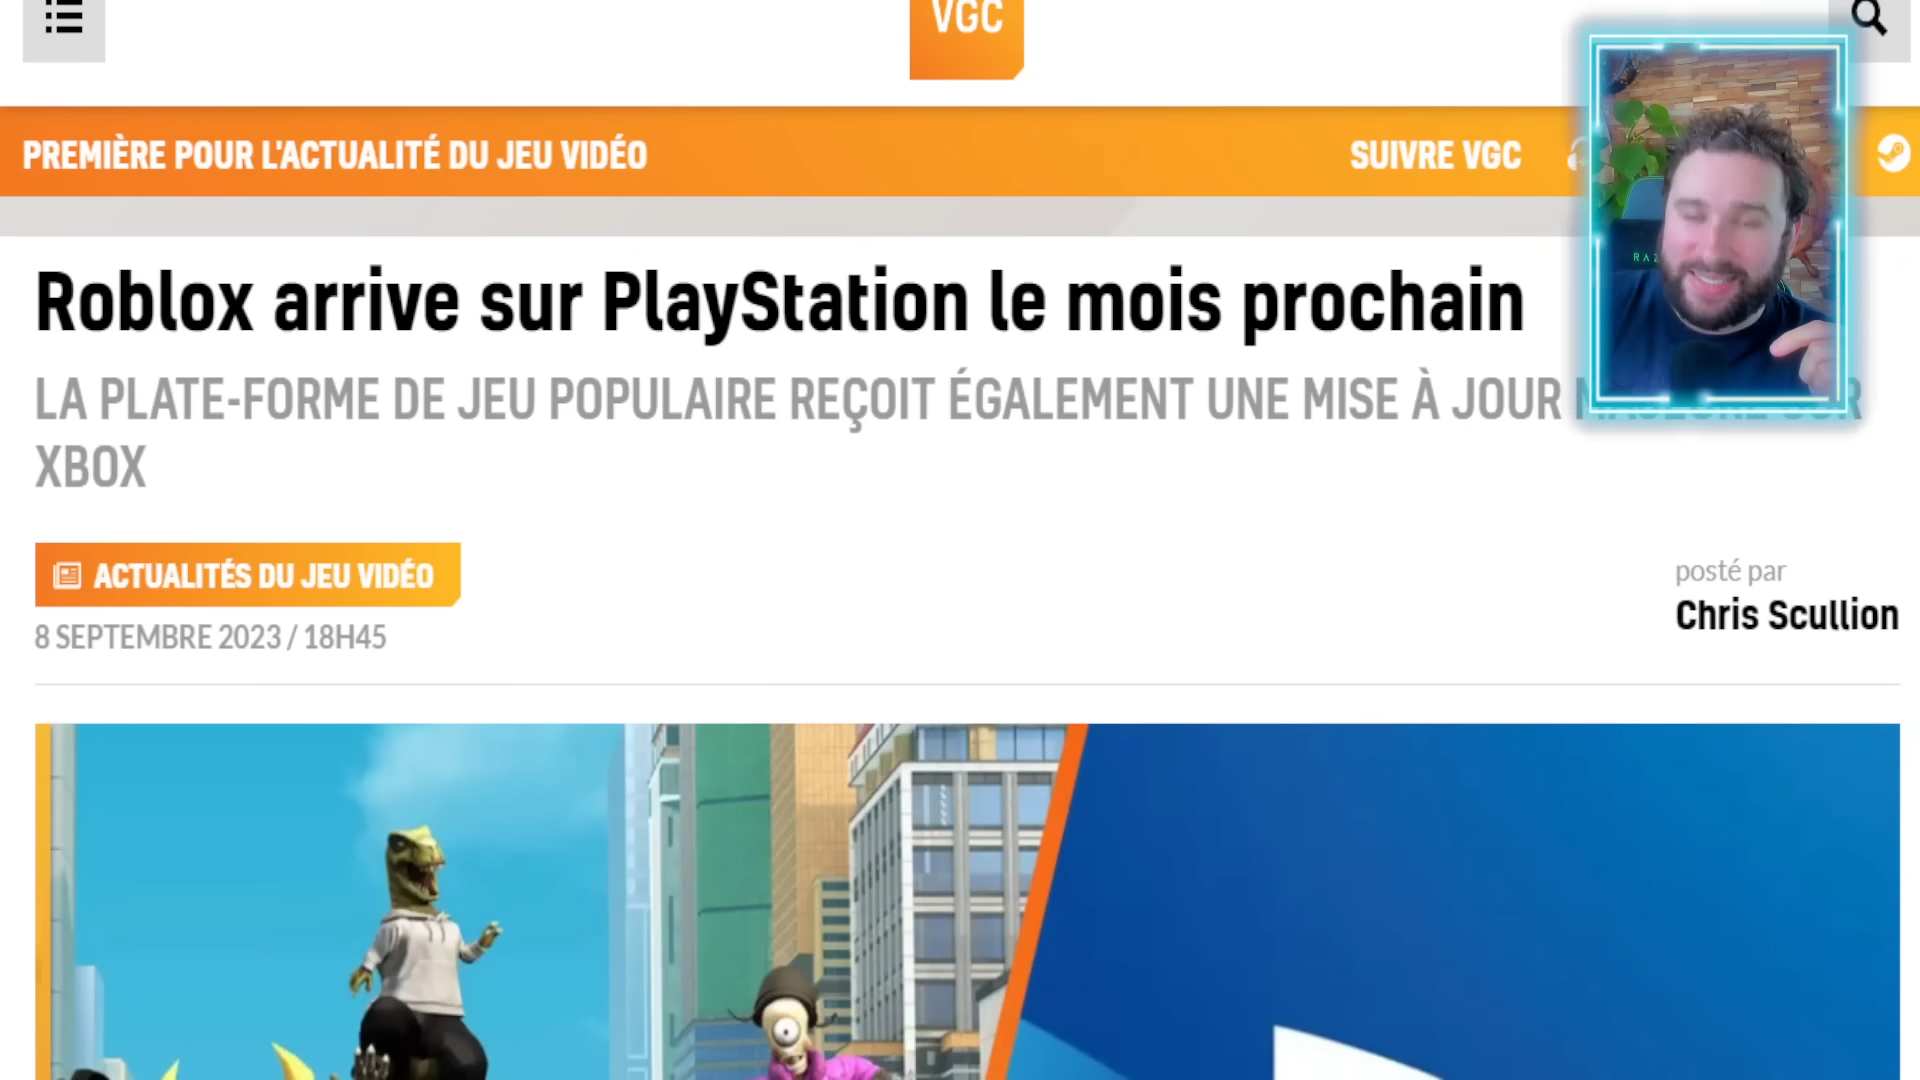 VGC
PREMIÈRE POUR L'ACTUALITÉ DU JEU VIDÉO
SUIVRE VGC
Roblox arrive sur PlayStation le mois prochain
LA PLATE-FORME DE JEU POPULAIRE REÇOIT ÉGALEMENT UNE MISE À JOUR
XBOX
ACTUALITÉS DU JEU VIDÉO
8 SEPTEMBRE 2023 / 18H45
posté par
Chris Scullion